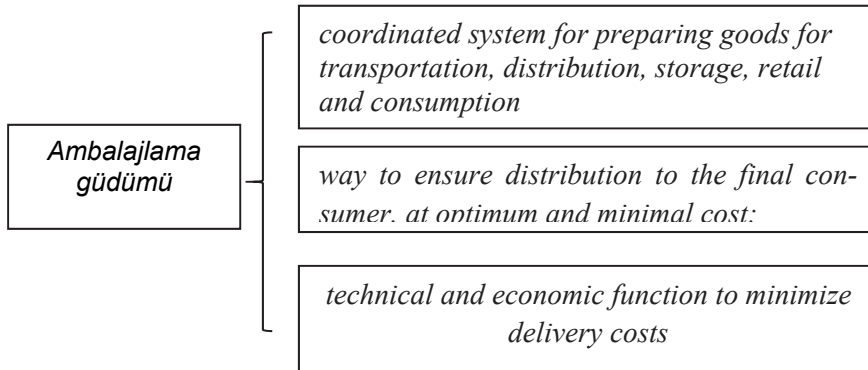 coordinated system for preparing goods for
transportation, distribution, storage, retail
and consumption
Ambalajlama
güdümü
way to ensure distribution to the final con-
sumer, at optimum and minimal cost;
technical and economic function to minimize
delivery costs